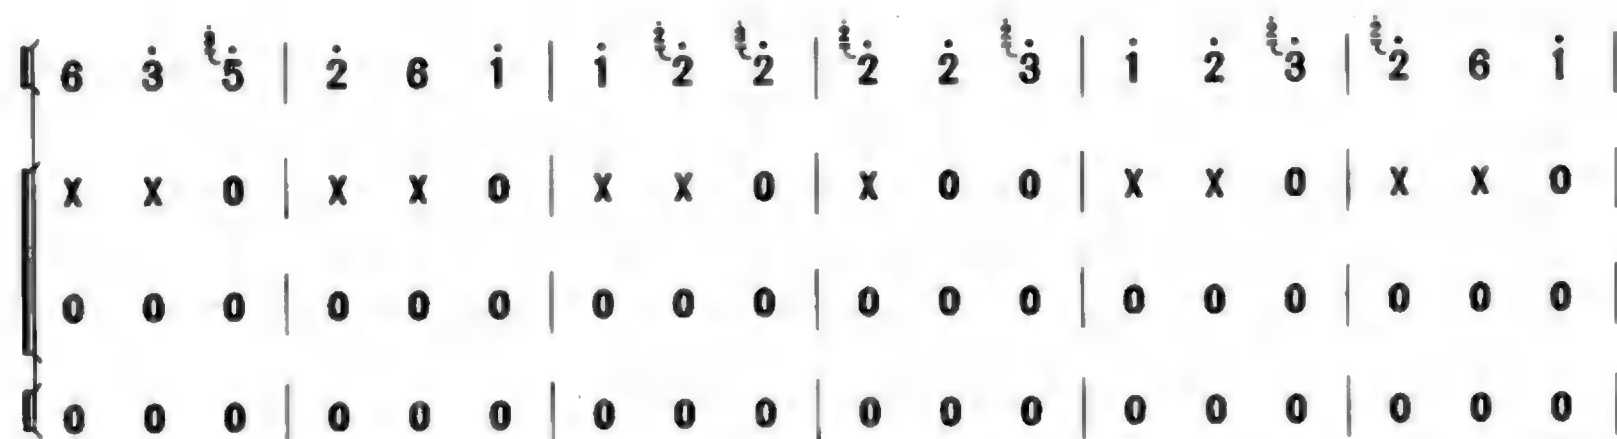 6 3̇ 5̇ | 2̇ 6 1̇ | 1̇ 2̇ 2̇ | 2̇ 2̇ 3̇ | 1̇ 2̇ 3̇ | 2̇ 6 1̇ |
X X 0 | X X 0 | X X 0 | X 0 0 | X X 0 | X X 0 |
0 0 0 | 0 0 0 | 0 0 0 | 0 0 0 | 0 0 0 | 0 0 0 |
0 0 0 | 0 0 0 | 0 0 0 | 0 0 0 | 0 0 0 | 0 0 0 |